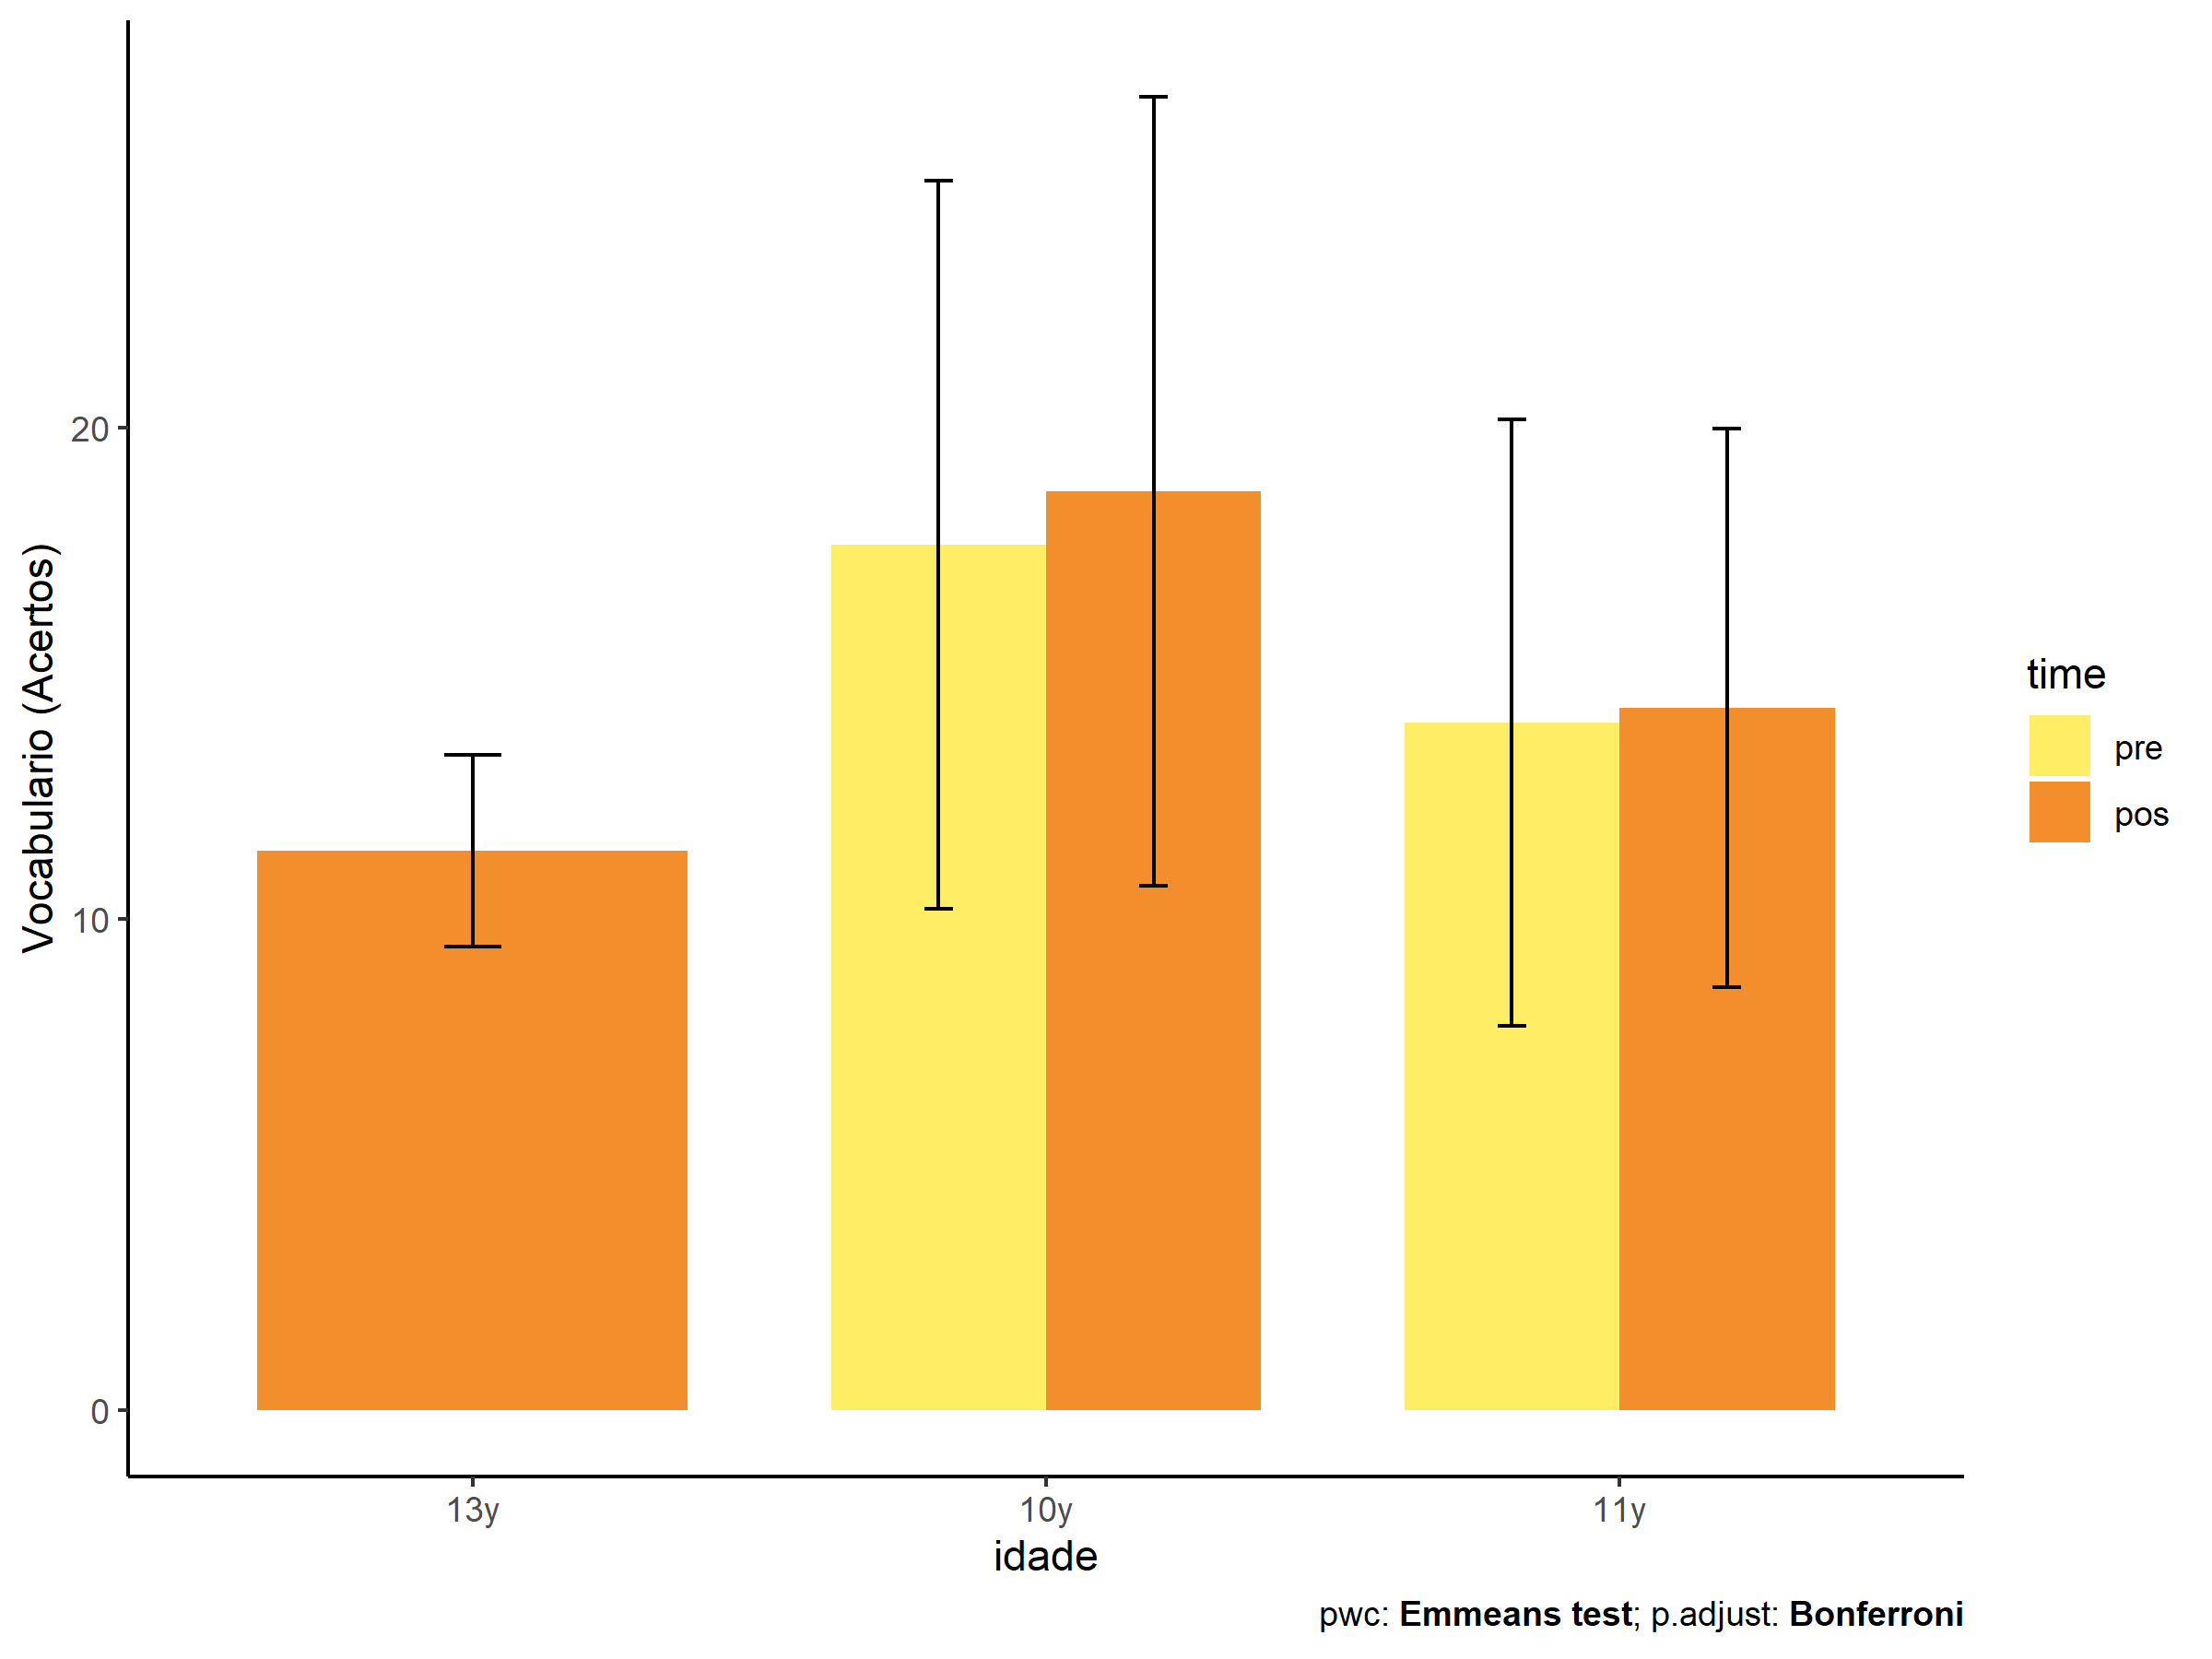 Vocabulario (Acertos)
20
10
0
13y
10y
11y
idade
time
pre
pos
pwc: Emmeans test; p.adjust: Bonferroni